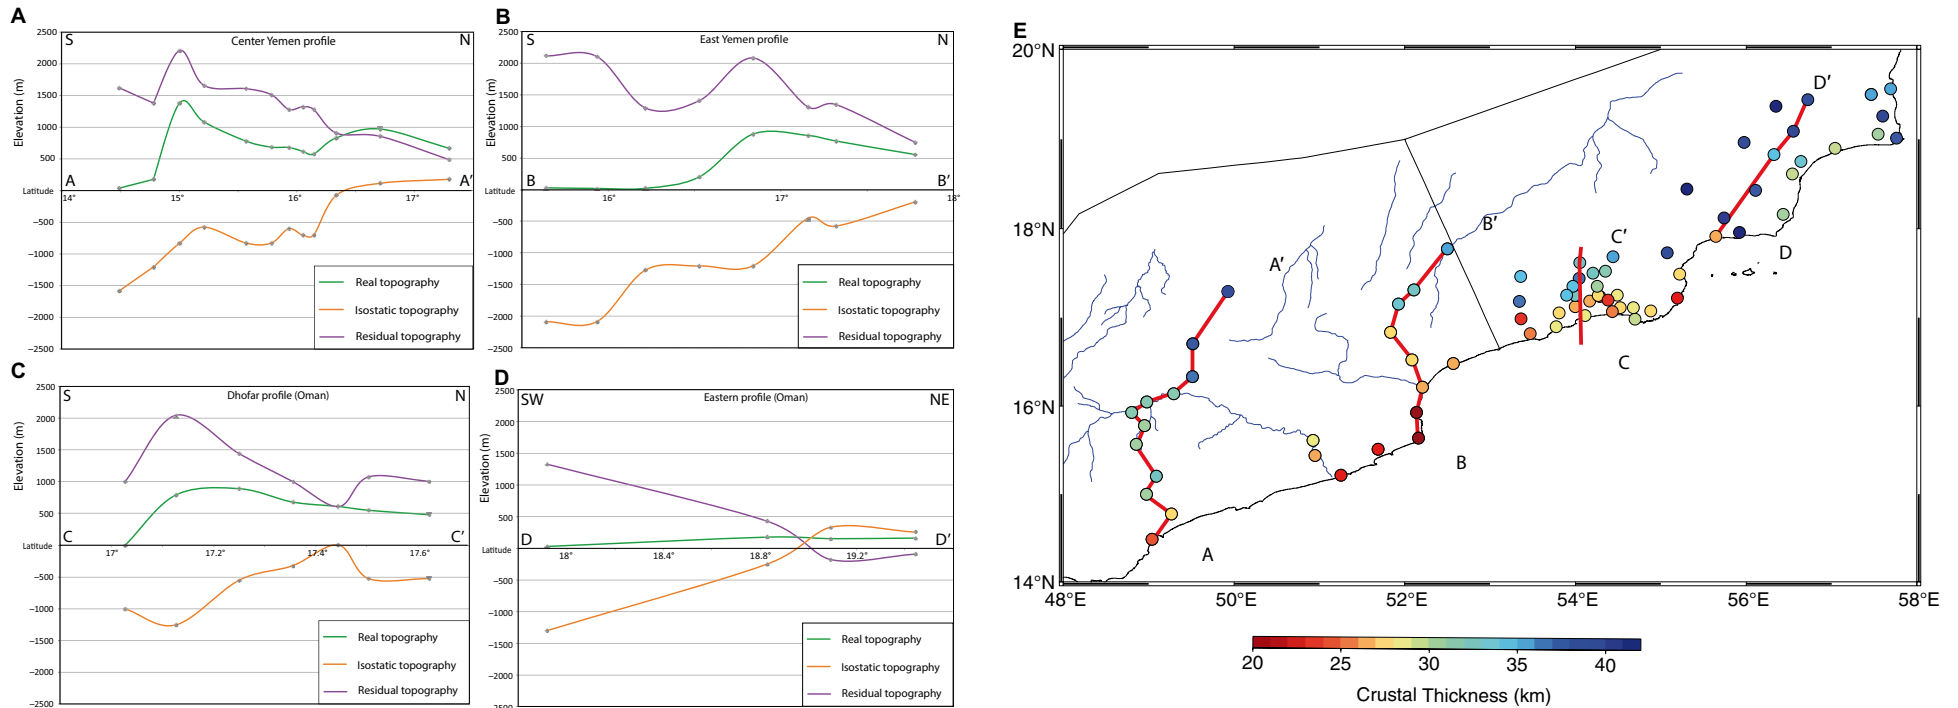 A
Center Yemen profile
S
N
Elevation (m)
2500
2000
1500
1000
500
Latitude
−500
−1000
−1500
−2000
−2500
A
A′
14°
15°
16°
17°
Real topography
Isostatic topography
Residual topography
B
East Yemen profile
S
N
Elevation (m)
2500
2000
1500
1000
500
Latitude
−500
−1000
−1500
−2000
−2500
B
B′
16°
17°
18°
Real topography
Isostatic topography
Residual topography
C
Dhofar profile (Oman)
S
N
Elevation (m)
2500
2000
1500
1000
500
Latitude
−500
−1000
−1500
−2000
−2500
C
C′
17°
17.2°
17.4°
17.6°
Real topography
Isostatic topography
Residual topography
D
Eastern profile (Oman)
SW
NE
Elevation (m)
2500
2000
1500
1000
500
Latitude
−500
−1000
−1500
−2000
−2500
D
D′
18°
18.4°
18.8°
19.2°
Real topography
Isostatic topography
Residual topography
E
20°N
18°N
16°N
14°N
48°E
50°E
52°E
54°E
56°E
58°E
D′
B′
C′
A′
D
C
B
A
20
25
30
35
40
Crustal Thickness (km)